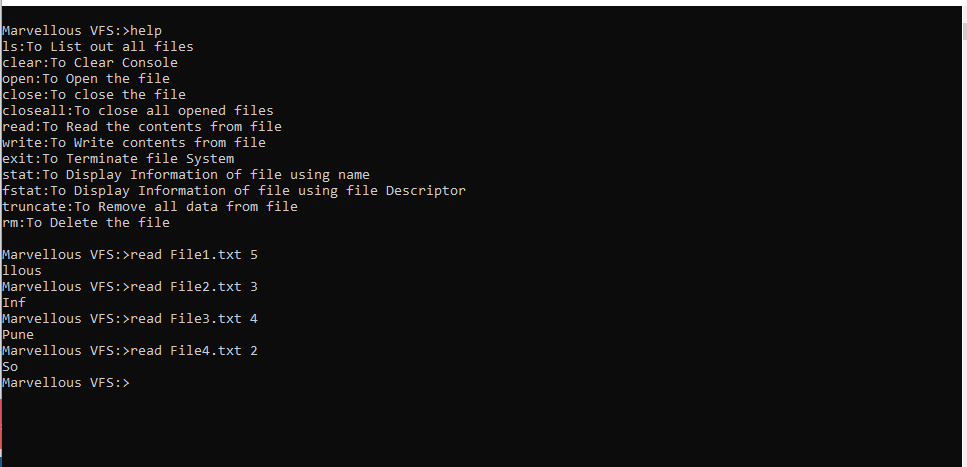 Marvellous VFS:>help
ls:To List out all files
clear:To Clear Console
open:To Open the file
close:To close the file
closeall:To close all opened files
read:To Read the contents from file
write:To Write contents from file
exit:To Terminate file System
stat:To Display Information of file using name
fstat:To Display Information of file using file Descriptor
truncate:To Remove all data from file
rm:To Delete the file
Marvellous VFS:>read File1.txt 5
llous
Marvellous VFS:>read File2.txt 3
Inf
Marvellous VFS:>read File3.txt 4
Pune
Marvellous VFS:>read File4.txt 2
So
Marvellous VFS:>